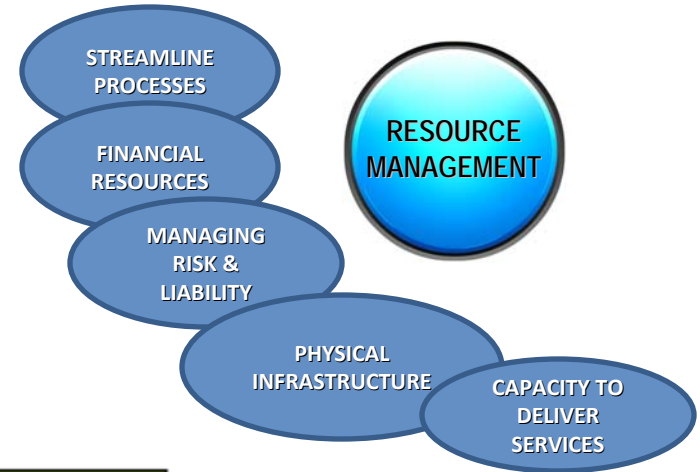 STREAMLINE
PROCESSES
RESOURCE
MANAGEMENT
FINANCIAL
RESOURCES
MANAGING
RISK &
LIABILITY
PHYSICAL
INFRASTRUCTURE
CAPACITY TO
DELIVER
SERVICES